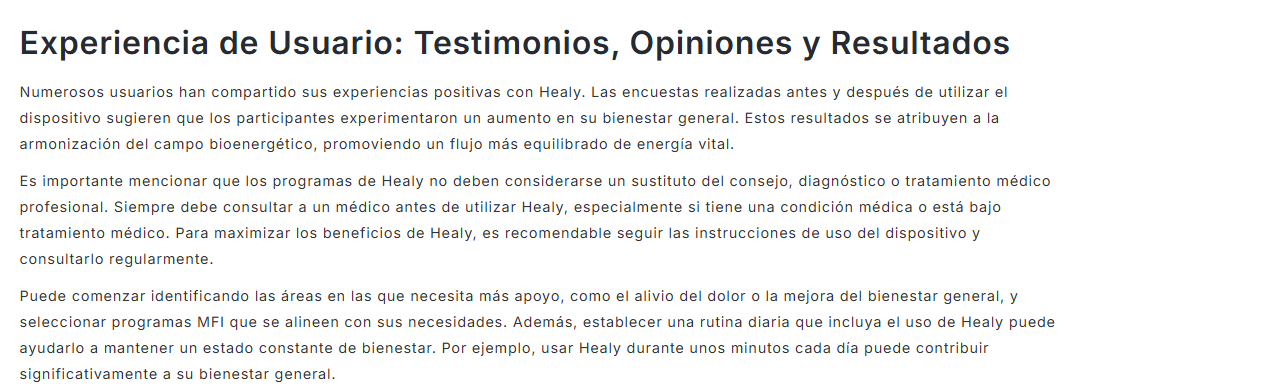 Experiencia de Usuario: Testimonios, Opiniones y Resultados
Numerosos usuarios han compartido sus experiencias positivas con Healy. Las encuestas realizadas antes y después de utilizar el
dispositivo sugieren que los participantes experimentaron un aumento en su bienestar general. Estos resultados se atribuyen a la
armonización del campo bioenergético, promoviendo un flujo más equilibrado de energía vital.
Es importante mencionar que los programas de Healy no deben considerarse un sustituto del consejo, diagnóstico o tratamiento médico
profesional. Siempre debe consultar a un médico antes de utilizar Healy, especialmente si tiene una condición médica o está bajo
tratamiento médico. Para maximizar los beneficios de Healy, es recomendable seguir las instrucciones de uso del dispositivo y
consultarlo regularmente.
Puede comenzar identificando las áreas en las que necesita más apoyo, como el alivio del dolor o la mejora del bienestar general, y
seleccionar programas MFI que se alineen con sus necesidades. Además, establecer una rutina diaria que incluya el uso de Healy puede
ayudarlo a mantener un estado constante de bienestar. Por ejemplo, usar Healy durante unos minutos cada día puede contribuir
significativamente a su bienestar general.